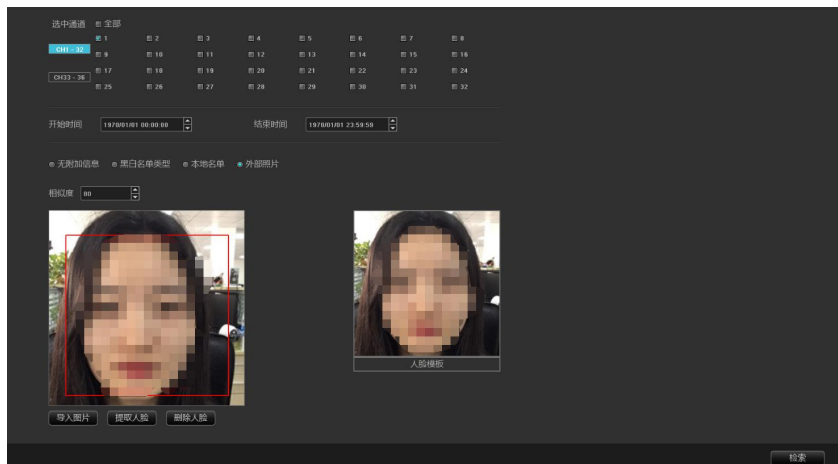 选中通道 全部
1 2 3 4 5 6 7 8
CH1 - 32
9 10 11 12 13 14 15 16
17 18 19 20 21 22 23 24
CH33 - 36
25 26 27 28 29 30 31 32
开始时间 1970/01/01 00:00:00 结束时间 1970/01/01 23:59:59
无附加信息 黑白名单类型 本地名单 外部照片
相似度
人脸模板
导入图片 提取人脸 删除人脸
检索